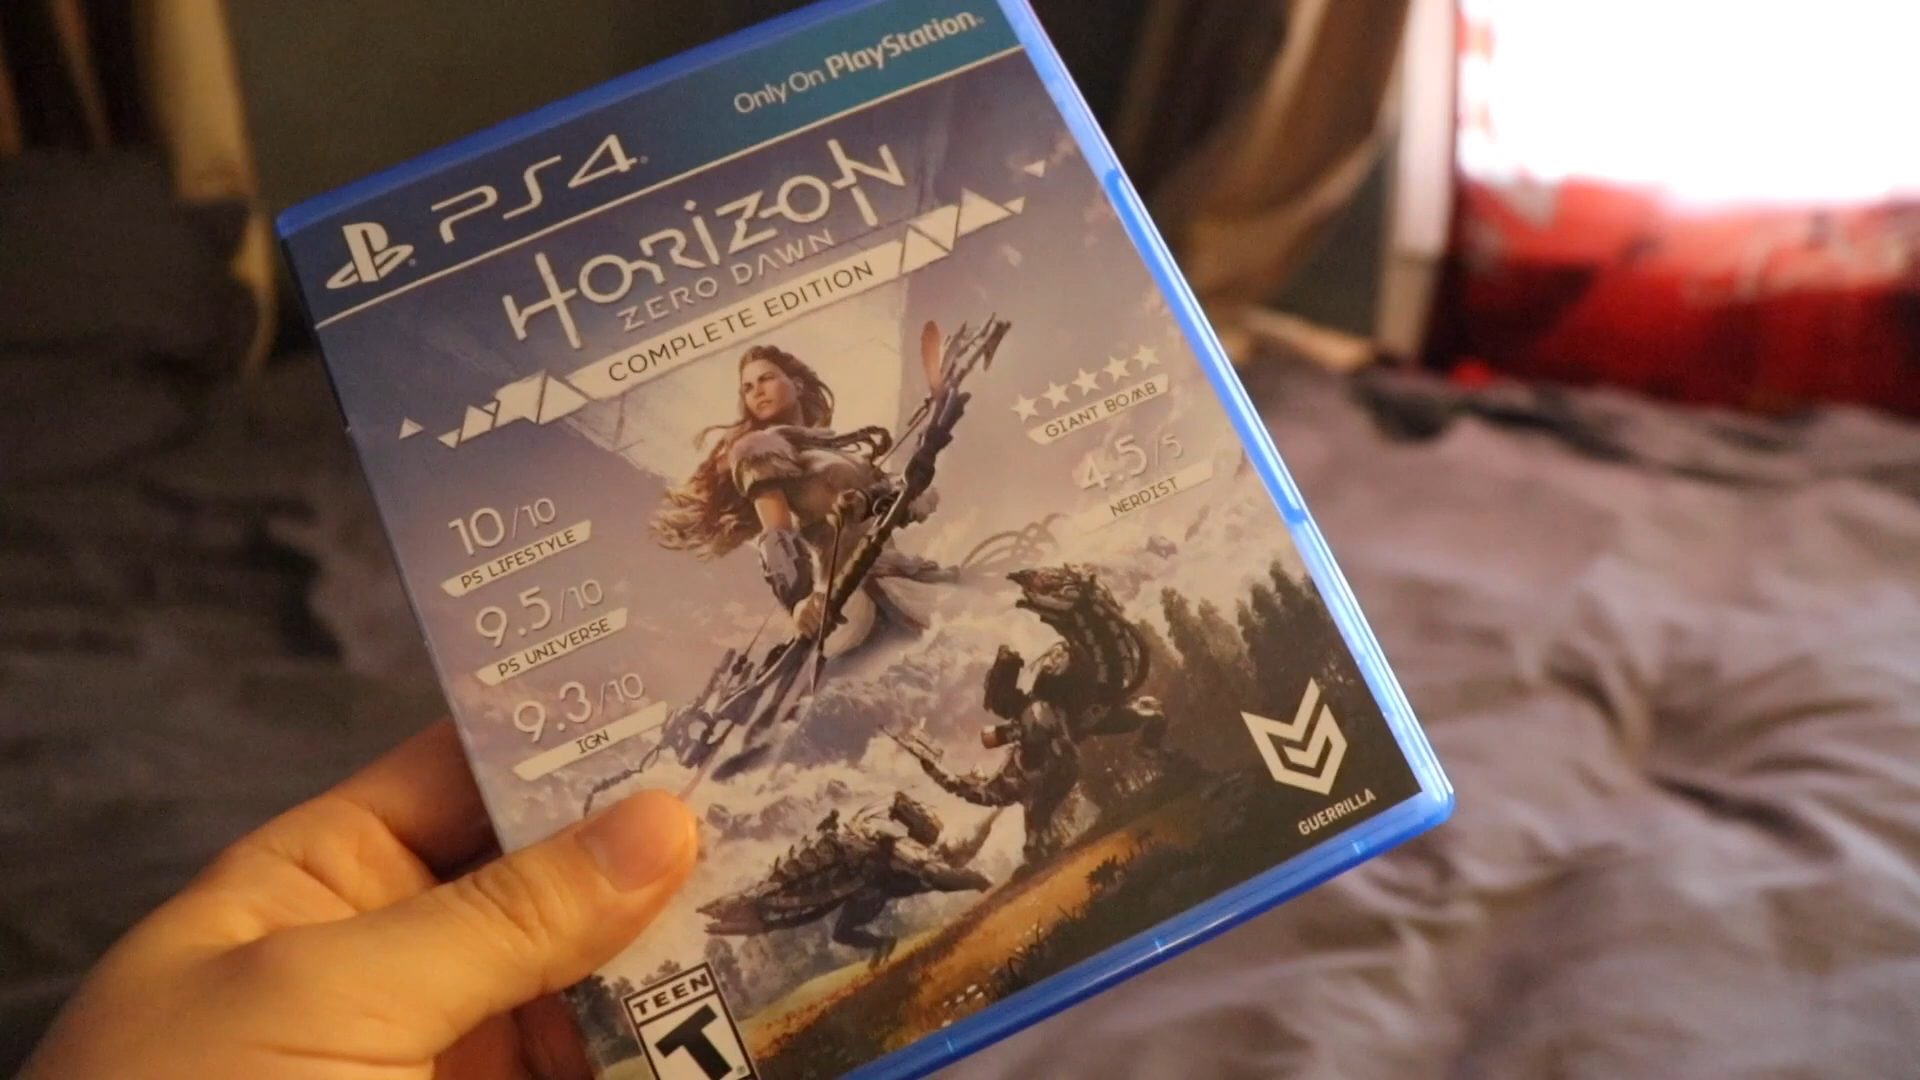 Only On PlayStation
PS4
HORIZON
ZERO DAWN
COMPLETE EDITION
★★★★★
GIANT BOMB
4.5/5
NERDIST
10/10
PS LIFESTYLE
9.5/10
PS UNIVERSE
9.3/10
IGN
GUERRILLA
TEEN
T